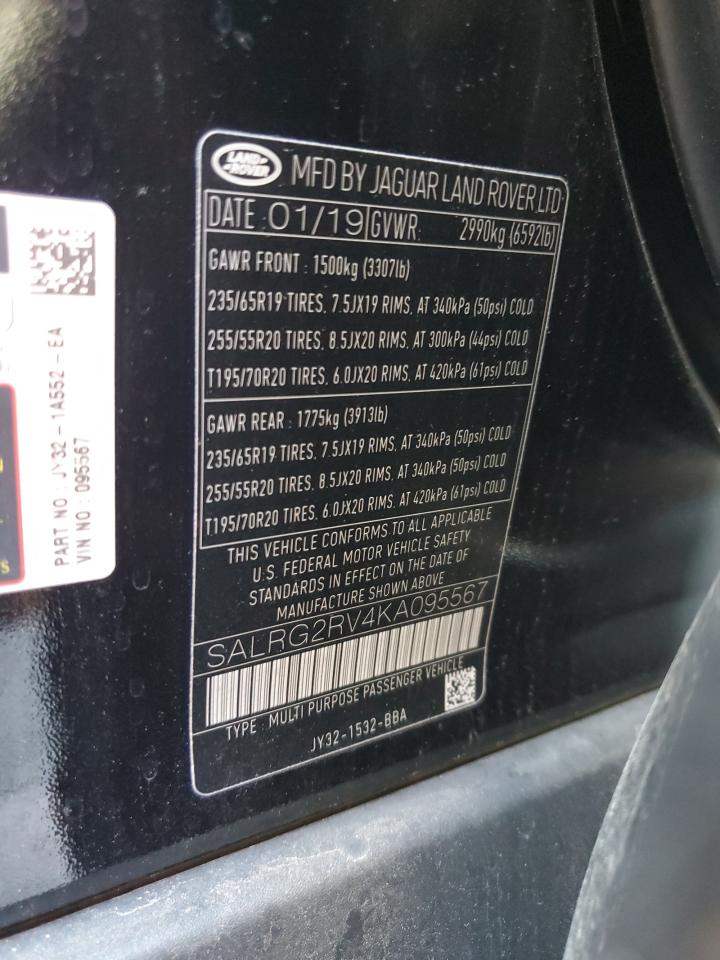 LAND
ROVER
MFD BY JAGUAR LAND ROVER LTD
DATE 01/19 GVWR: 2990kg (6592lb)
GAWR FRONT : 1500kg (3307lb)
235/65R19 TIRES, 7.5JX19 RIMS, AT 340kPa (50psi) COLD
255/55R20 TIRES, 8.5JX20 RIMS, AT 300kPa (44psi) COLD
T195/70R20 TIRES, 6.0JX20 RIMS, AT 420kPa (61psi) COLD
GAWR REAR : 1775kg (3913lb)
235/65R19 TIRES, 7.5JX19 RIMS, AT 340kPa (50psi) COLD
255/55R20 TIRES, 8.5JX20 RIMS, AT 340kPa (50psi) COLD
T195/70R20 TIRES, 6.0JX20 RIMS, AT 420kPa (61psi) COLD
THIS VEHICLE CONFORMS TO ALL APPLICABLE
U.S. FEDERAL MOTOR VEHICLE SAFETY
STANDARDS IN EFFECT ON THE DATE OF
MANUFACTURE SHOWN ABOVE
SALRG2RV4KA095567
TYPE : MULTI PURPOSE PASSENGER VEHICLE
JY32-1532-BBA
PART NO : JY32-1A552-EA
VIN NO : 095567